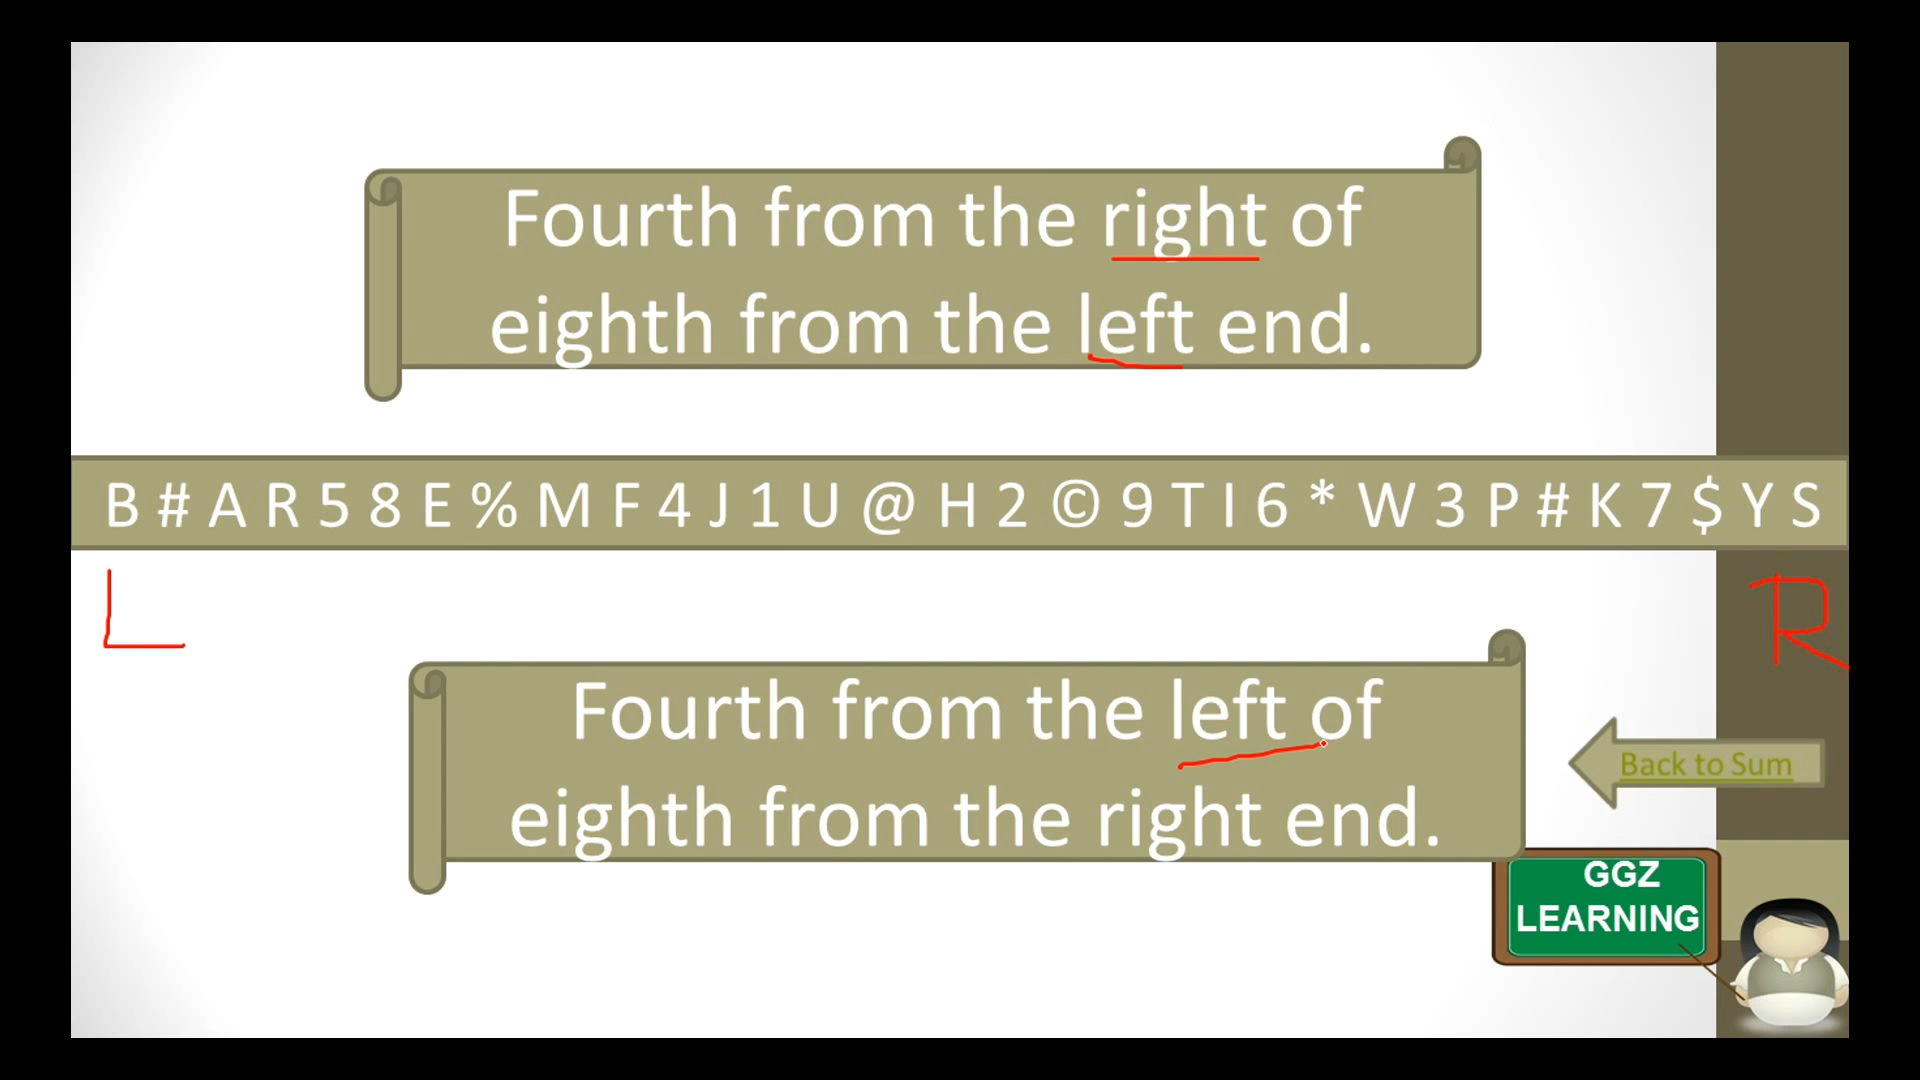 Fourth from the right of
eighth from the left end.
B # A R 5 8 E % M F 4 J 1 U @ H 2 © 9 T I 6 * W 3 P # K 7 $ Y S
L
R
Fourth from the left of
eighth from the right end.
Back to Sum
GGZ
LEARNING